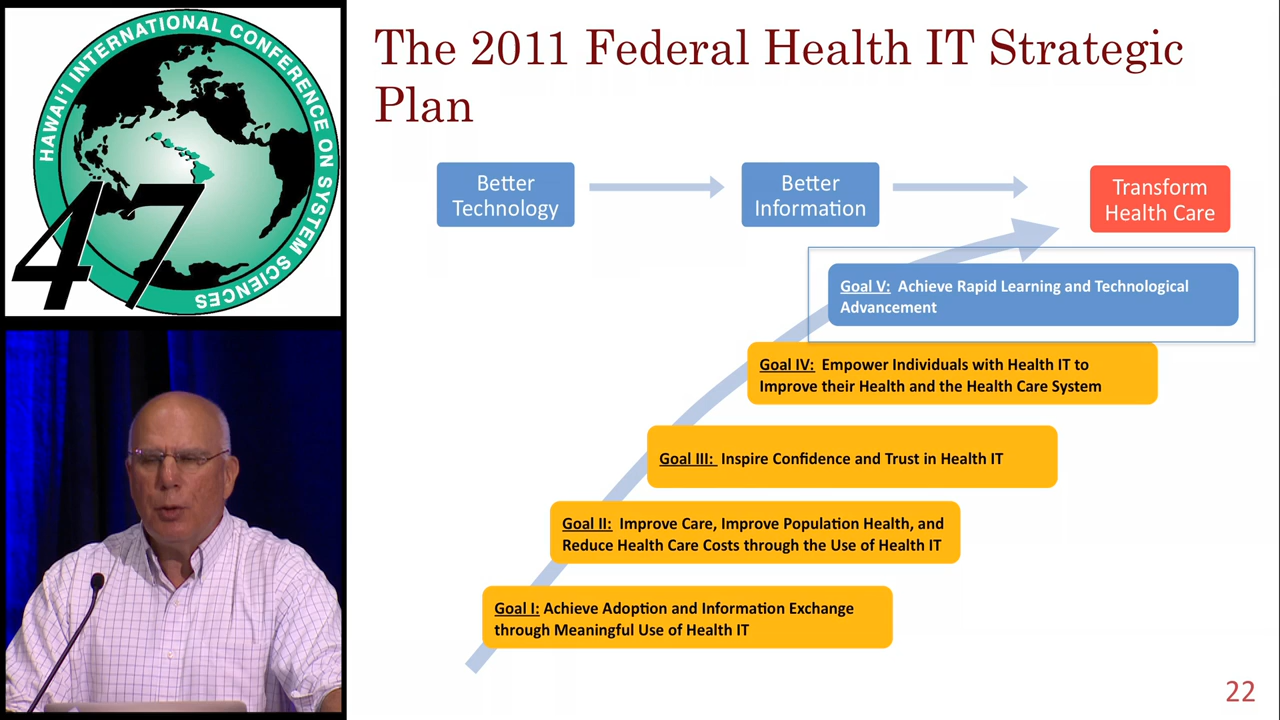 HAWAI'I INTERNATIONAL CONFERENCE ON SYSTEM SCIENCES
47
The 2011 Federal Health IT Strategic
Plan
Better
Technology
Better
Information
Transform
Health Care
Goal V: Achieve Rapid Learning and Technological
Advancement
Goal IV: Empower Individuals with Health IT to
Improve their Health and the Health Care System
Goal III: Inspire Confidence and Trust in Health IT
Goal II: Improve Care, Improve Population Health, and
Reduce Health Care Costs through the Use of Health IT
Goal I: Achieve Adoption and Information Exchange
through Meaningful Use of Health IT
22